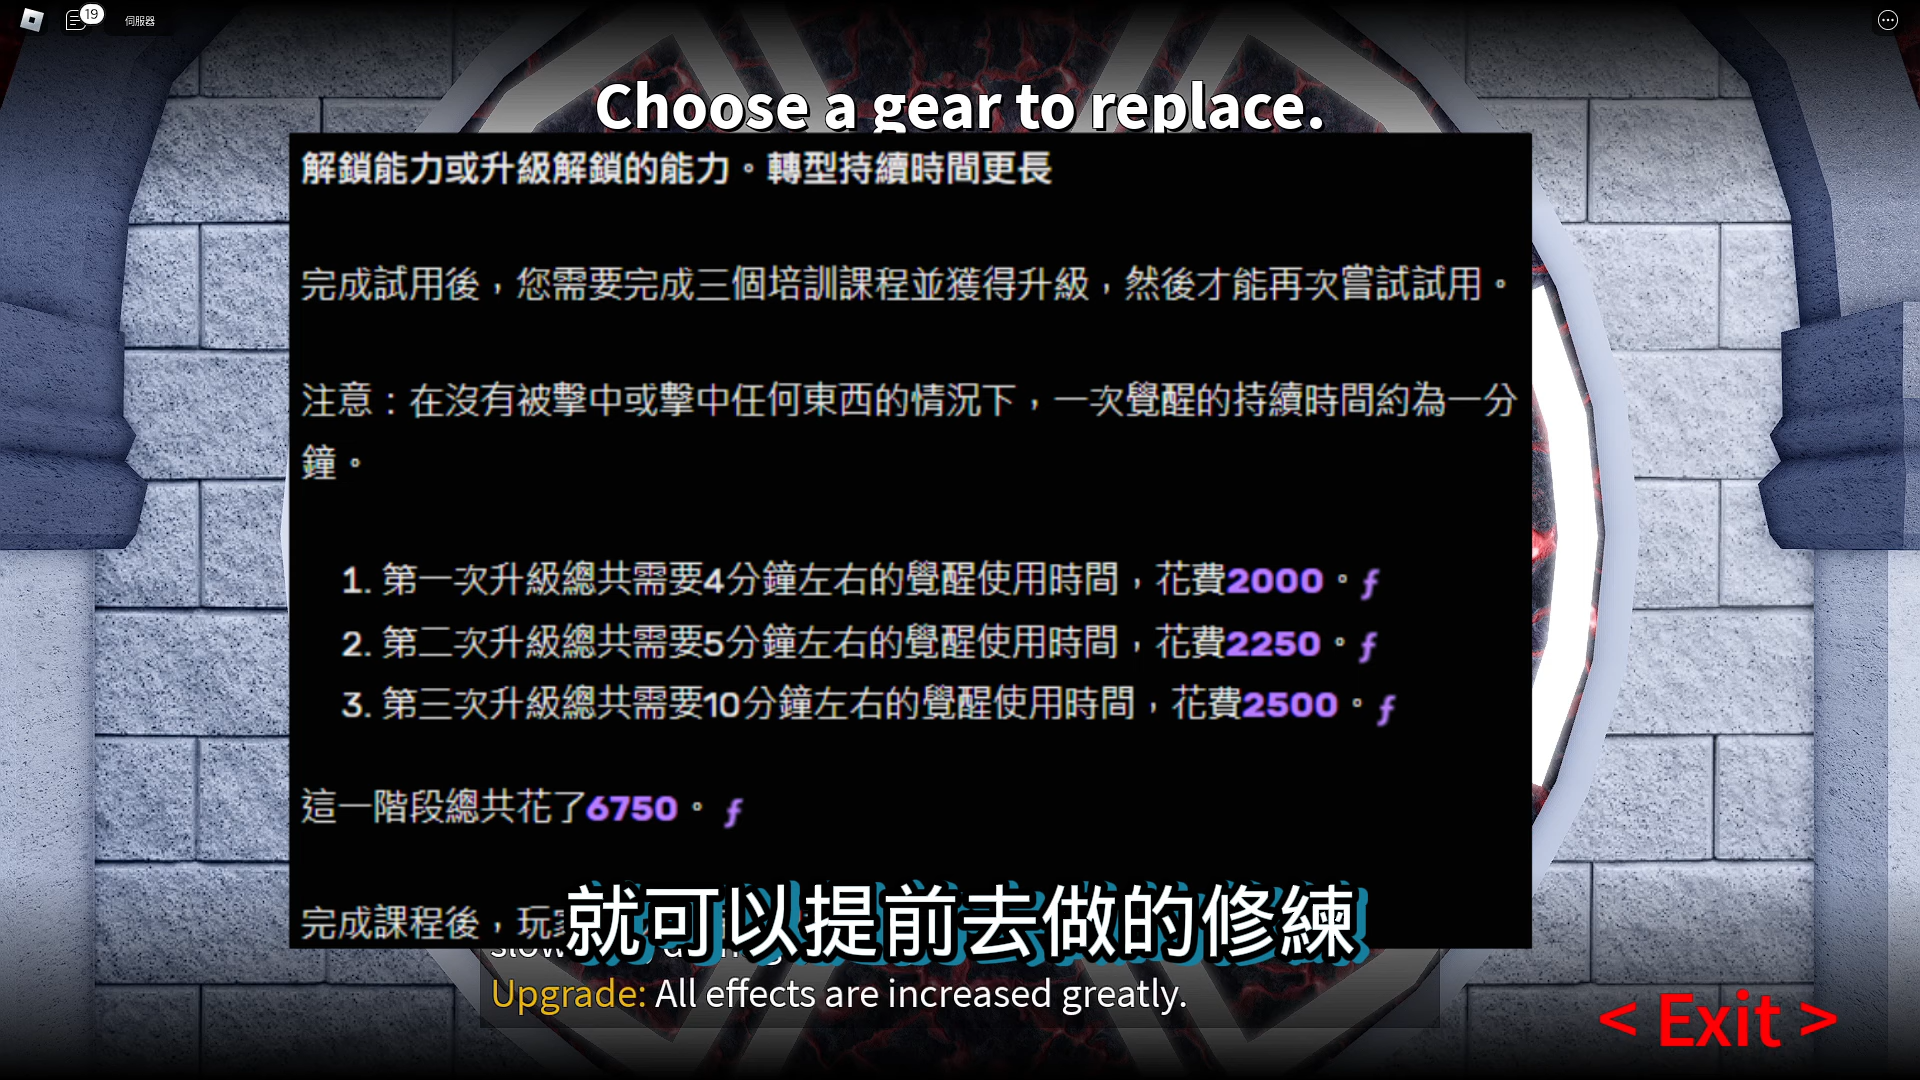 19
伺服器
Choose a gear to replace.
解鎖能力或升級解鎖的能力。轉型持續時間更長
完成試用後，您需要完成三個培訓課程並獲得升級，然後才能再次嘗試試用。
注意：在沒有被擊中或擊中任何東西的情況下，一次覺醒的持續時間約為一分
鐘。
1. 第一次升級總共需要4分鐘左右的覺醒使用時間，花費2000。ƒ
2. 第二次升級總共需要5分鐘左右的覺醒使用時間，花費2250。ƒ
3. 第三次升級總共需要10分鐘左右的覺醒使用時間，花費2500。ƒ
這一階段總共花了6750。ƒ
完成課程後，玩
就可以提前去做的修練
Upgrade: All effects are increased greatly.
< Exit >